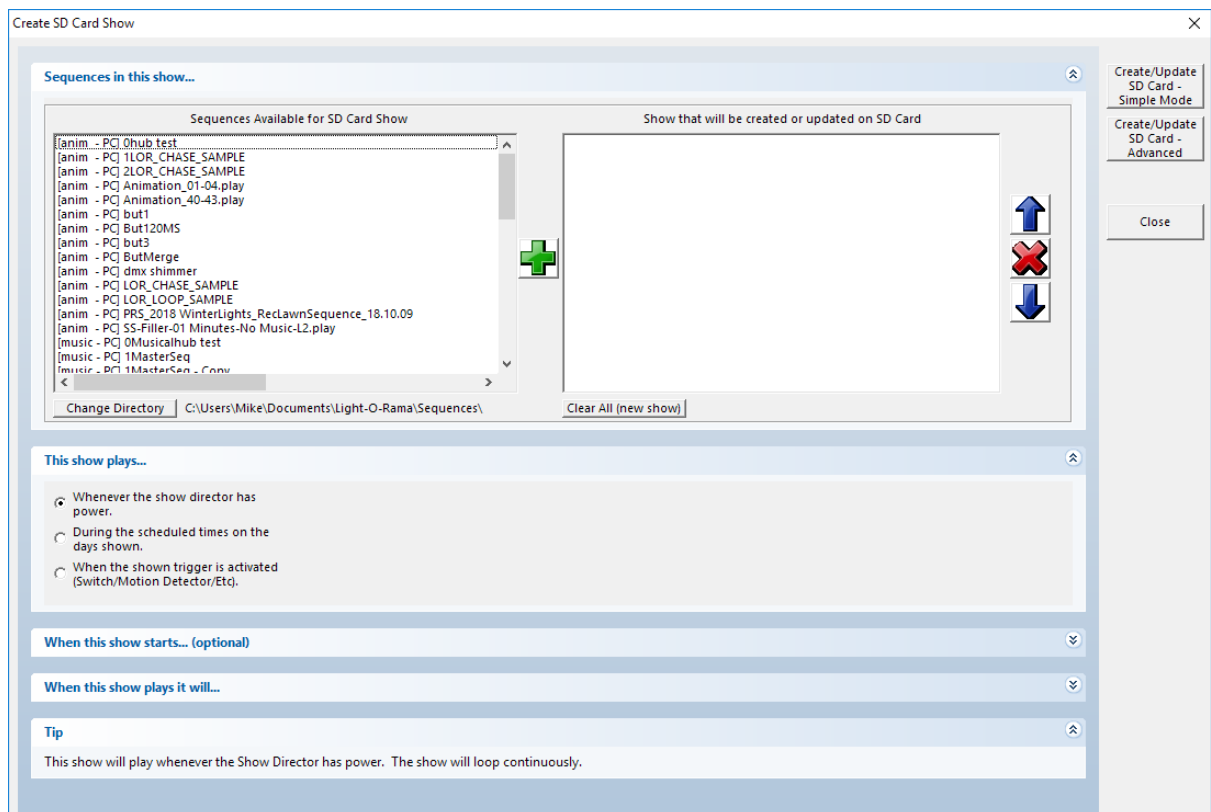 Create SD Card Show
Sequences in this show...
Create/Update
SD Card -
Simple Mode
Create/Update
SD Card -
Advanced
Close
Sequences Available for SD Card Show
Show that will be created or updated on SD Card
[anim - PC] 0hub test
[anim - PC] 1LOR_CHASE_SAMPLE
[anim - PC] 2LOR_CHASE_SAMPLE
[anim - PC] Animation_01-04.play
[anim - PC] Animation_40-43.play
[anim - PC] but1
[anim - PC] But120MS
[anim - PC] but3
[anim - PC] ButMerge
[anim - PC] dmx shimmer
[anim - PC] LOR_CHASE_SAMPLE
[anim - PC] LOR_LOOP_SAMPLE
[anim - PC] PRS_2018 WinterLights_RecLawnSequence_18.10.09
[anim - PC] SS-Filler-01 Minutes-No Music-L2.play
[music - PC] 0Musicalhub test
[music - PC] 1MasterSeq
[music - PC] 1MasterSeq - Copy
Change Directory C:\Users\Mike\Documents\Light-O-Rama\Sequences\
Clear All (new show)
This show plays...
Whenever the show director has
power.
During the scheduled times on the
days shown.
When the shown trigger is activated
(Switch/Motion Detector/Etc).
When this show starts... (optional)
When this show plays it will...
Tip
This show will play whenever the Show Director has power. The show will loop continuously.